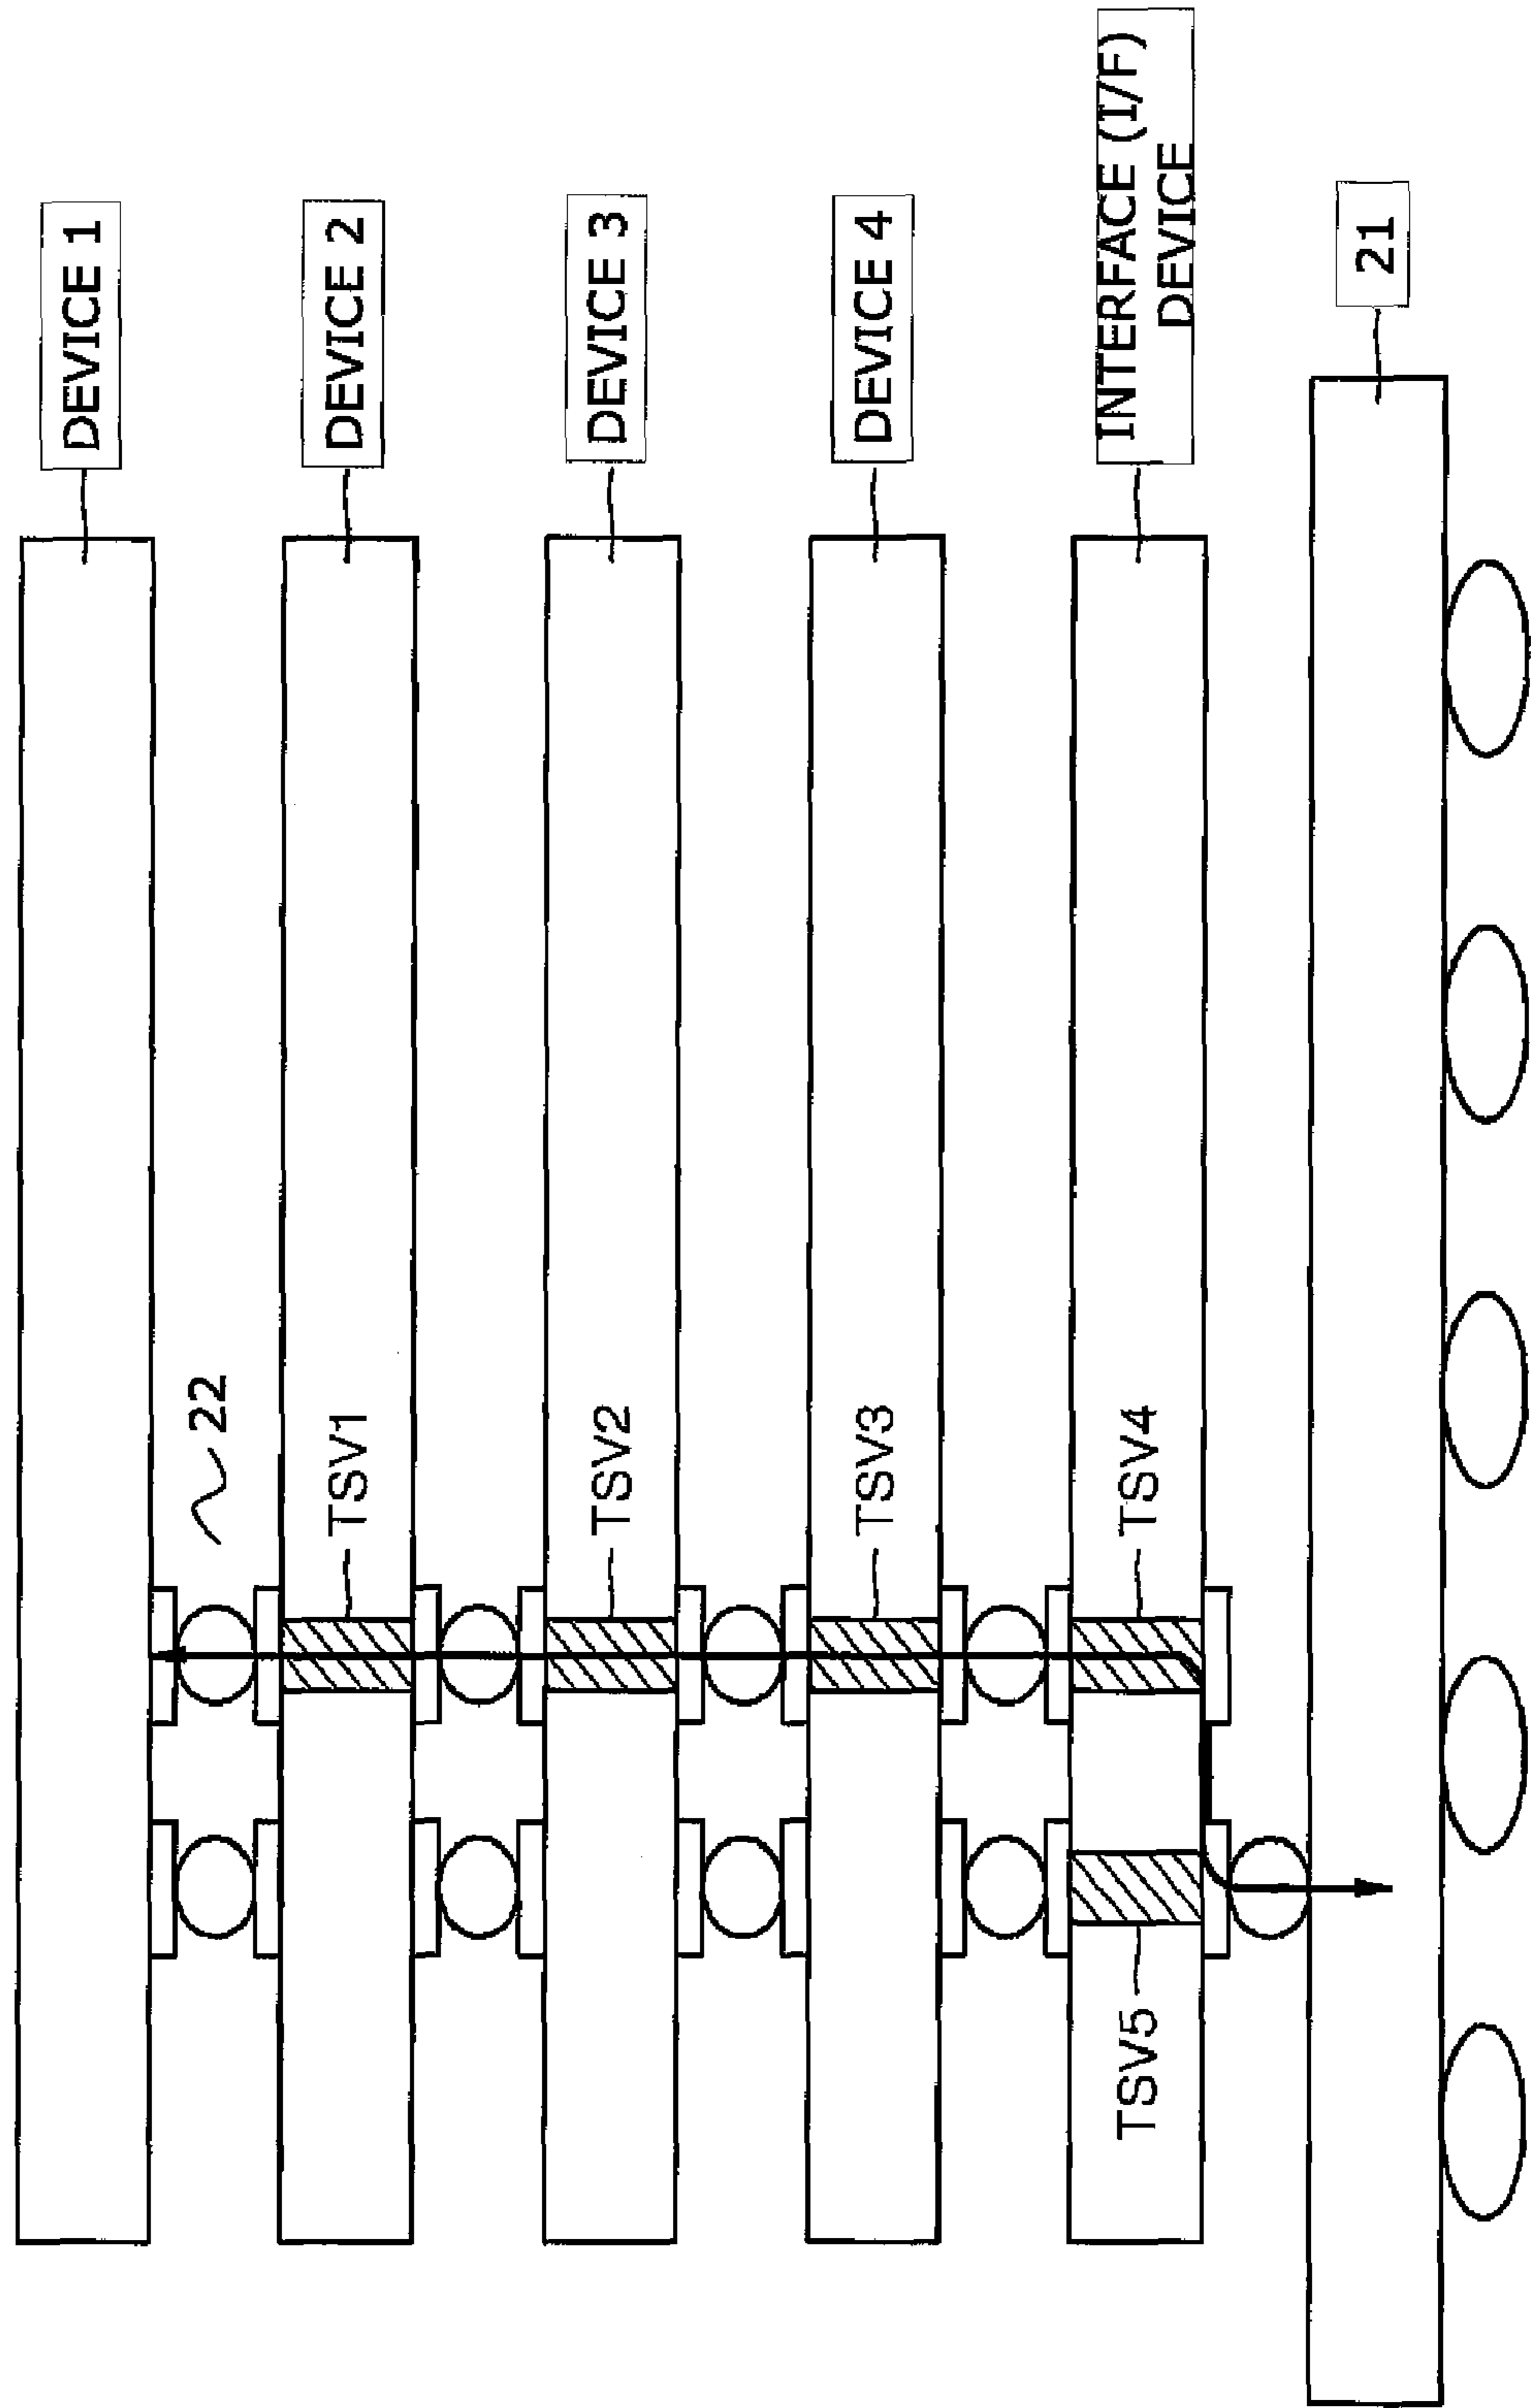 DEVICE 1
DEVICE 2
DEVICE 3
DEVICE 4
INTERFACE (I/F)
DEVICE
21
22
TSV1
TSV2
TSV3
TSV4
TSV5